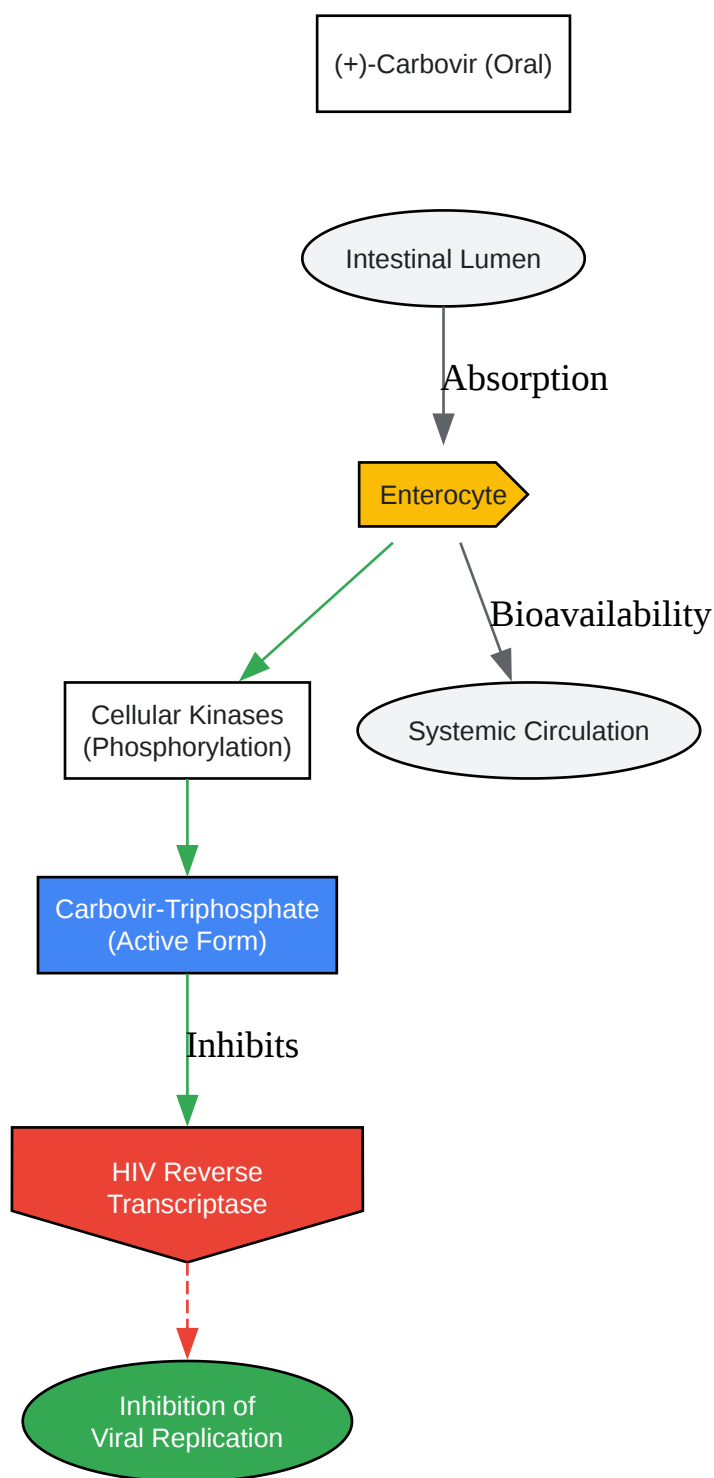 (+)-Carbovir (Oral)
Intestinal Lumen
Absorption
Enterocyte
Bioavailability
Cellular Kinases
(Phosphorylation)
Systemic Circulation
Carbovir-Triphosphate
(Active Form)
Inhibits
HIV Reverse
Transcriptase
Inhibition of
Viral Replication